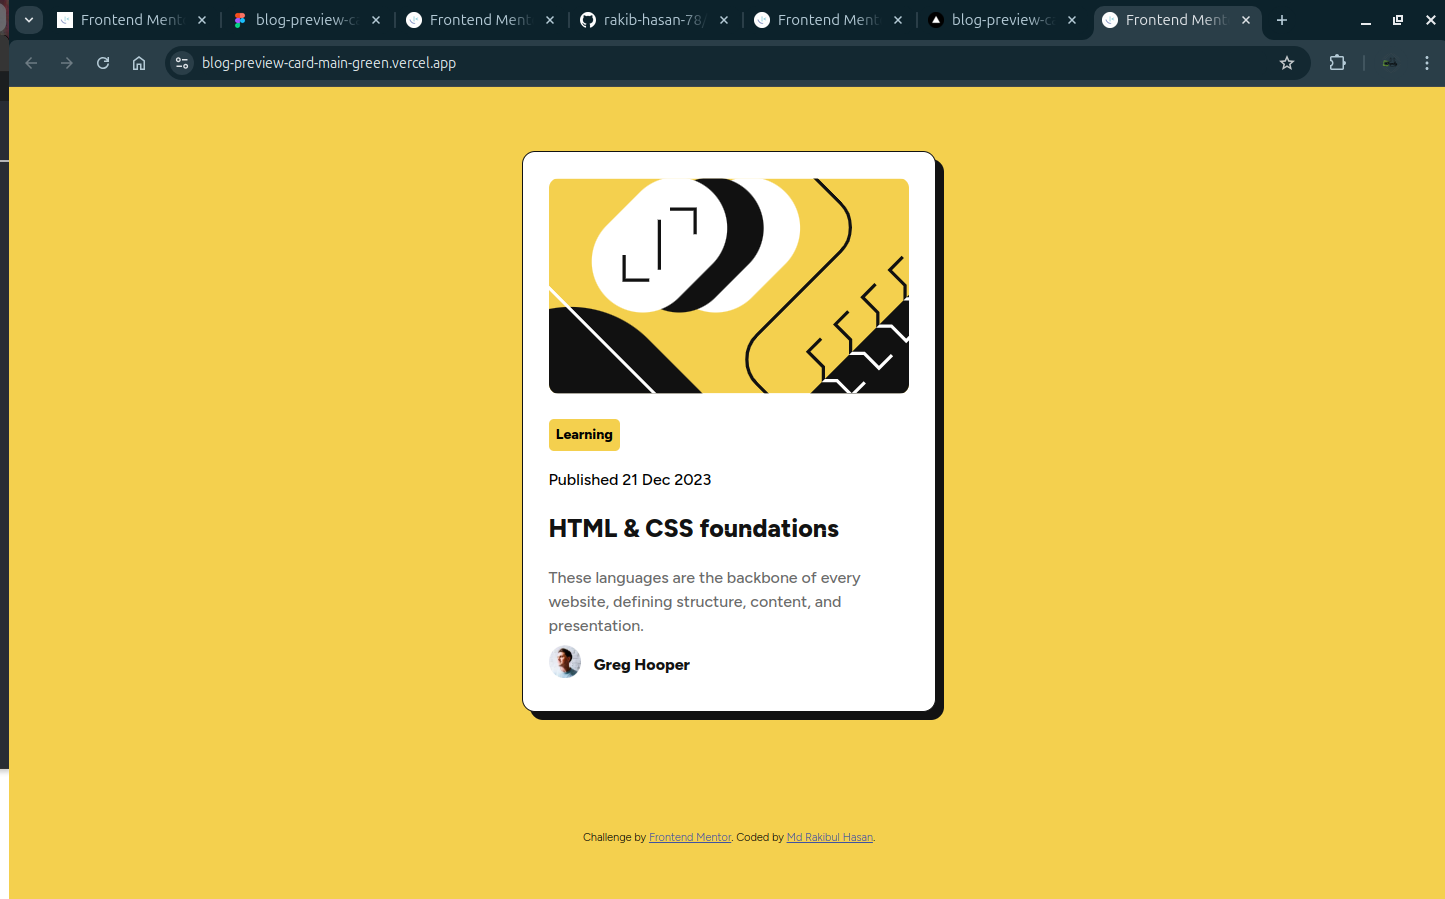 Frontend Ment
blog-preview-c
Frontend Ment
rakib-hasan-78/
Frontend Ment
blog-preview-c
Frontend Ment
blog-preview-card-main-green.vercel.app
Learning
Published 21 Dec 2023
HTML & CSS foundations
These languages are the backbone of every
website, defining structure, content, and
presentation.
Greg Hooper
Challenge by Frontend Mentor. Coded by Md Rakibul Hasan.